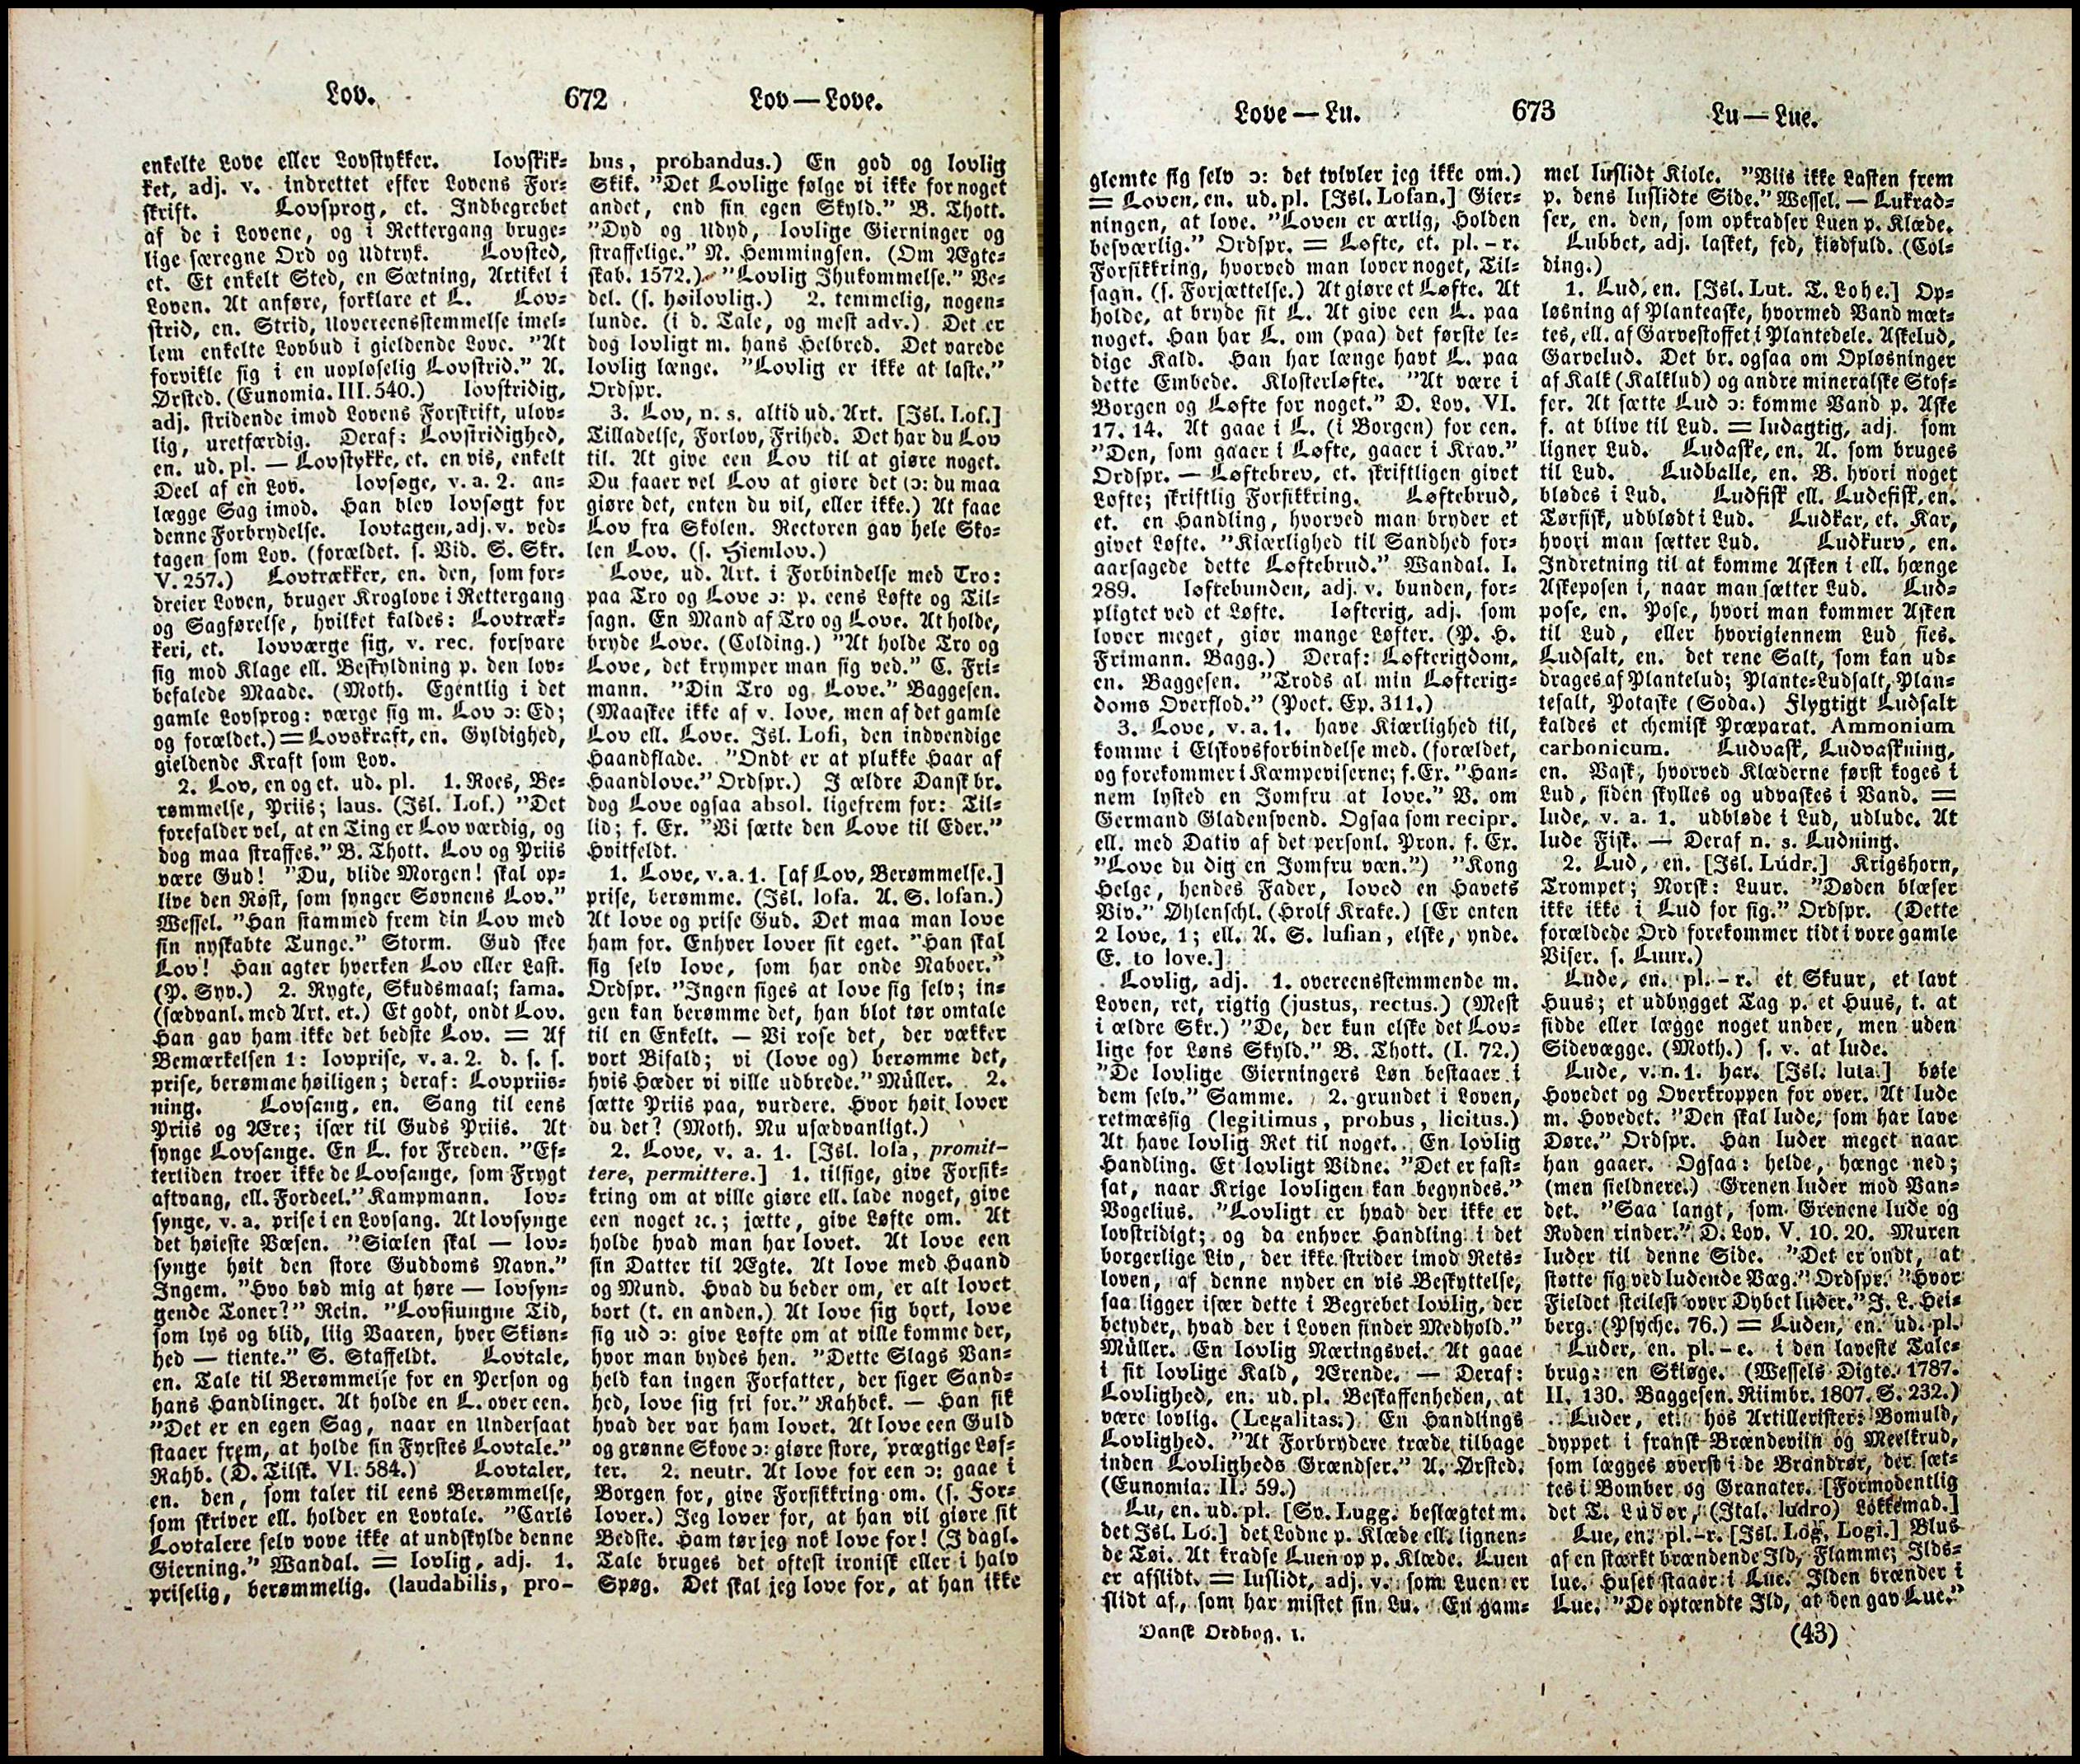 Lov.
672
Lov — Love.
enkelte Love eller Lovstykker. lovskik-
ket, adj. v. indrettet efter Lovens For-
skrift. Lovsprog, et. Indbegrebet
af de i Lovene, og i Rettergang bruge-
lige særegne Ord og Udtryk. Lovsted,
et. Et enkelt Sted, en Sætning, Artikel i
Loven. At anføre, forklare et L. Lov-
strid, en. Strid, Uovereensstemmelse imel-
lem enkelte Lovbud i gieldende Love. "At
forvikle sig i en uopløselig Lovstrid." A.
Ørsted. (Eunomia. III. 540.) lovstridig,
adj. stridende imod Lovens Forskrift, ulov-
lig, uretfærdig. Deraf: Lovstridighed,
en. ud. pl. — Lovstykke, et. en vis, enkelt
Deel af en Lov. lovsøge, v. a. 2. an-
lægge Sag imod. Han blev lovsøgt for
denne Forbrydelse. lovtagen, adj. v. ved-
tagen som Lov. (forældet. s. Vid. S. Skr.
V. 257.) Lovtrækker, en. den, som for-
dreier Loven, bruger Kroglove i Rettergang
og Sagførelse, hvilket kaldes: Lovtræk-
keri, et. lovværge sig, v. rec. forsvare
sig mod Klage ell. Beskyldning p. den lov-
befalede Maade. (Moth. Egentlig i det
gamle Lovsprog: værge sig m. Lov ɔ: Ed;
og forældet.) = Lovskraft, en. Gyldighed,
gieldende Kraft som Lov.
2. Lov, en og et. ud. pl. 1. Roes, Be-
rømmelse, Priis; laus. (Isl. Lof.) "Det
forefalder vel, at en Ting er Lov værdig, og
dog maa straffes." B. Thott. Lov og Priis
være Gud! "Du, blide Morgen! skal op-
live den Røst, som synger Søvnens Lov."
Wessel. "Han stammed frem din Lov med
sin nyskabte Tunge." Storm. Gud skee
Lov! Han agter hverken Lov eller Last.
(P. Syv.) 2. Rygte, Skudsmaal; fama.
(sædvanl. med Art. et.) Et godt, ondt Lov.
Han gav ham ikke det bedste Lov. = Af
Bemærkelsen 1: lovprise, v. a. 2. d. s. s.
prise, berømme høiligen; deraf: Lovpriis-
ning. Lovsang, en. Sang til eens
Priis og Ære; især til Guds Priis. At
synge Lovsange. En L. for Freden. "Ef-
tertiden troer ikke de Lovsange, som Frygt
aftvang, ell. Fordeel." Kampmann. lov-
synge, v. a. prise i en Lovsang. At lovsynge
det høieste Væsen. "Siælen skal — lov-
synge høit den store Guddoms Navn."
Ingem. "Hvo bød mig at høre — lovsyn-
gende Toner?" Rein. "Lovsiungne Tid,
som lys og blid, liig Vaaren, hver Skiøn-
hed — tiente." S. Staffeldt. Lovtale,
en. Tale til Berømmelse for en Person og
hans Handlinger. At holde en L. over een.
"Det er en egen Sag, naar en Undersaat
staaer frem, at holde sin Fyrstes Lovtale."
Rahb. (D. Tilsk. VI. 584.) Lovtaler,
en. den, som taler til eens Berømmelse,
som skriver ell. holder en Lovtale. "Carls
Lovtalere selv vove ikke at undskylde denne
Gierning." Wandal. = lovlig, adj. 1.
priselig, berømmelig. (laudabilis, pro-
bus, probandus.) En god og lovlig
Skik. "Det Lovlige følge vi ikke for noget
andet, end sin egen Skyld." B. Thott.
"Dyd og Udyd, lovlige Gierninger og
straffelige." N. Hemmingsen. (Om Ægte-
skab. 1572.) "Lovlig Ihukommelse." Ve-
del. (s. høilovlig.) 2. temmelig, nogen-
lunde. (i d. Tale, og mest adv.) Det er
dog lovligt m. hans Helbred. Det varede
lovlig længe. "Lovlig er ikke at laste."
Ordspr.
3. Lov, n. s. altid ud. Art. [Isl. Lof.]
Tilladelse, Forlov, Frihed. Det har du Lov
til. At give een Lov til at giøre noget.
Du faaer vel Lov at giøre det (ɔ: du maa
giøre det, enten du vil, eller ikke.) At faae
Lov fra Skolen. Rectoren gav hele Sko-
len Lov. (s. Hiemlov.)
Love, ud. Art. i Forbindelse med Tro:
paa Tro og Love ɔ: p. eens Løfte og Til-
sagn. En Mand af Tro og Love. At holde,
bryde Love. (Colding.) "At holde Tro og
Love, det krymper man sig ved." C. Fri-
mann. "Din Tro og Love." Baggesen.
(Maaskee ikke af v. love, men af det gamle
Lov ell. Love. Isl. Lofi, den indvendige
Haandflade. "Ondt er at plukke Haar af
Haandlove." Ordspr.) I ældre Dansk br.
dog Love ogsaa absol. ligefrem for: Til-
lid; f. Ex. "Vi sætte den Love til Eder."
Hvitfeldt.
1. Love, v. a. 1. [af Lov, Berømmelse.]
prise, berømme. (Isl. lofa. A. S. lofan.)
At love og prise Gud. Det maa man love
ham for. Enhver lover sit eget. "Han skal
sig selv love, som har onde Naboer."
Ordspr. "Ingen siges at love sig selv; in-
gen kan berømme det, han blot tør omtale
til en Enkelt. — Vi rose det, der vækker
vort Bifald; vi (love og) berømme det,
hvis Hæder vi ville udbrede." Müller. 2.
sætte Priis paa, vurdere. Hvor høit lover
du det? (Moth. Nu usædvanligt.)
2. Love, v. a. 1. [Isl. lofa, promit-
tere, permittere.] 1. tilsige, give Forsik-
kring om at ville giøre ell. lade noget, give
een noget ꝛc.; jætte, give Løfte om. At
holde hvad man har lovet. At love een
sin Datter til Ægte. At love med Haand
og Mund. Hvad du beder om, er alt lovet
bort (t. en anden.) At love sig bort, love
sig ud ɔ: give Løfte om at ville komme der,
hvor man bydes hen. "Dette Slags Van-
held kan ingen Forfatter, der siger Sand-
hed, love sig fri for." Rahbek. — Han fik
hvad der var ham lovet. At love een Guld
og grønne Skove ɔ: giøre store, prægtige Løf-
ter. 2. neutr. At love for een ɔ: gaae i
Borgen for, give Forsikkring om. (s. For-
lover.) Jeg lover for, at han vil giøre sit
Bedste. Ham tør jeg nok love for! (I dagl.
Tale bruges det oftest ironisk eller i halv
Spøg. Det skal jeg love for, at han ikke
Love — Lu.
673
Lu — Lue.
glemte sig selv ɔ: det tvivler jeg ikke om.)
= Loven, en. ud. pl. [Isl. Lofan.] Gier-
ningen, at love. "Loven er ærlig, Holden
besværlig." Ordspr. = Løfte, et. pl. - r.
Forsikkring, hvorved man lover noget, Til-
sagn. (s. Forjættelse.) At giøre et Løfte. At
holde, at bryde sit L. At give een L. paa
noget. Han har L. om (paa) det første le-
dige Kald. Han har længe havt L. paa
dette Embede. Klosterløfte. "At være i
Borgen og Løfte for noget." D. Lov. VI.
17. 14. At gaae i L. (i Borgen) for een.
"Den, som gaaer i Løfte, gaaer i Krav."
Ordspr. — Løftebrev, et. skriftligen givet
Løfte; skriftlig Forsikkring. Løftebrud,
et. en Handling, hvorved man bryder et
givet Løfte. "Kiærlighed til Sandhed for-
aarsagede dette Løftebrud." Wandal. I.
289. løftebunden, adj. v. bunden, for-
pligtet ved et Løfte. løfterig, adj. som
lover meget, giør mange Løfter. (P. H.
Frimann. Bagg.) Deraf: Løfterigdom,
en. Baggesen. "Trods al min Løfterig-
doms Overflod." (Poet. Ep. 311.)
3. Love, v. a. 1. have Kiærlighed til,
komme i Elskovsforbindelse med. (forældet,
og forekommer i Kæmpeviserne; f. Ex. "Han-
nem lysted en Jomfru at love." V. om
Germand Gladensvend. Ogsaa som recipr.
ell. med Dativ af det personl. Pron. f. Ex.
"Love du dig en Jomfru væn.") "Kong
Helge, hendes Fader, loved en Havets
Viv." Øhlenschl. (Hrolf Krake.) [Er enten
2 love, 1; ell. A. S. lufian, elske, ynde.
E. to love.]
Lovlig, adj. 1. overeensstemmende m.
Loven, ret, rigtig (justus, rectus.) (Mest
i ældre Skr.) "De, der kun elske det Lov-
lige for Løns Skyld." B. Thott. (I. 72.)
"De lovlige Gierningers Løn bestaaer i
dem selv." Samme. 2. grundet i Loven,
retmæssig (legitimus, probus, licitus.)
At have lovlig Ret til noget. En lovlig
Handling. Et lovligt Vidne. "Det er fast-
sat, naar Krige lovligen kan begyndes."
Vogelius. "Lovligt er hvad der ikke er
lovstridigt; og da enhver Handling i det
borgerlige Liv, der ikke strider imod Rets-
loven, af denne nyder en vis Beskyttelse,
saa ligger især dette i Begrebet lovlig, der
betyder, hvad der i Loven finder Medhold."
Müller. En lovlig Næringsvei. At gaae
i sit lovlige Kald, Ærende. — Deraf:
Lovlighed, en. ud. pl. Beskaffenheden, at
være lovlig. (Legalitas.) En Handlings
Lovlighed. "At Forbrydere træde tilbage
inden Lovligheds Grændser." A. Ørsted.
(Eunomia. II. 59.)
Lu, en. ud. pl. [Sv. Lugg. beslægtet m.
det Isl. Ló.] det Lodne p. Klæde ell. lignen-
de Tøi. At kradse Luen op p. Klæde. Luen
er afslidt. = luslidt, adj. v. som Luen er
slidt af, som har mistet sin Lu. En gam-
mel luslidt Kiole. "Viis ikke Lasten frem
p. dens luslidte Side." Wessel. — Lukrad-
ser, en. den, som opkradser Luen p. Klæde.
Lubbet, adj. lasket, fed, kiødfuld. (Col-
ding.)
1. Lud, en. [Isl. Lut. T. Lohe.] Op-
løsning af Planteaske, hvormed Vand mæt-
tes, ell. af Garvestoffet i Plantedele. Askelud,
Garvelud. Det br. ogsaa om Opløsninger
af Kalk (Kalklud) og andre mineralske Stof-
fer. At sætte Lud ɔ: komme Vand p. Aske
f. at blive til Lud. = ludagtig, adj. som
ligner Lud. Ludaske, en. A. som bruges
til Lud. Ludballe, en. B. hvori noget
blødes i Lud. Ludfisk ell. Ludefisk, en.
Tørfisk, udblødt i Lud. Ludkar, et. Kar,
hvori man sætter Lud. Ludkurv, en.
Indretning til at komme Asken i ell. hænge
Askeposen i, naar man sætter Lud. Lud-
pose, en. Pose, hvori man kommer Asken
til Lud, eller hvorigiennem Lud sies.
Ludsalt, en. det rene Salt, som kan ud-
drages af Plantelud; Plante-Ludsalt, Plan-
tesalt, Potaske (Soda.) Flygtigt Ludsalt
kaldes et chemisk Præparat. Ammonium
carbonicum. Ludvask, Ludvaskning,
en. Vask, hvorved Klæderne først koges i
Lud, siden skylles og udvaskes i Vand. =
lude, v. a. 1. udbløde i Lud, udlude. At
lude Fisk. — Deraf n. s. Ludning.
2. Lud, en. [Isl. Lúdr.] Krigshorn,
Trompet; Norsk: Luur. "Døden blæser
ikke ikke i Lud for sig." Ordspr. (Dette
forældede Ord forekommer tidt i vore gamle
Viser. s. Luur.)
Lude, en. pl. - r. et Skuur, et lavt
Huus; et udbygget Tag p. et Huus, t. at
sidde eller lægge noget under, men uden
Sidevægge. (Moth.) s. v. at lude.
Lude, v. n. 1. har. [Isl. luta.] bøie
Hovedet og Overkroppen for over. At lude
m. Hovedet. "Den skal lude, som har lave
Døre." Ordspr. Han luder meget naar
han gaaer. Ogsaa: helde, hænge ned;
(men sieldnere.) Grenen luder mod Van-
det. "Saa langt, som Grenene lude og
Roden rinder." D. Lov. V. 10. 20. Muren
luder til denne Side. "Det er ondt, at
støtte sig ved ludende Væg." Ordspr. "Hvor
Fieldet steilest over Dybet luder." J. L. Hei-
berg. (Psyche. 76.) = Luden, en. ud. pl.
Luder, en. pl. - e. i den laveste Tale-
brug: en Skiøge. (Wessels Digte. 1787.
II. 130. Baggesen. Riimbr. 1807. S. 232.)
Luder, et. hos Artillerister: Bomuld,
dyppet i fransk Brændeviin og Meelkrud,
som lægges øverst i de Brandrør, der sæt-
tes i Bomber og Granater. [Formodentlig
det T. Luder, (Ital. ludro) Lokkemad.]
Lue, en. pl. -r. [Isl. Lóg, Logi.] Blus
af en stærkt brændende Ild, Flamme; Ilds-
lue. Huset staaer i Lue. Ilden brænder i
Lue. "De optændte Ild, at den gav Lue."
Dansk Ordbog. 1.
(43)